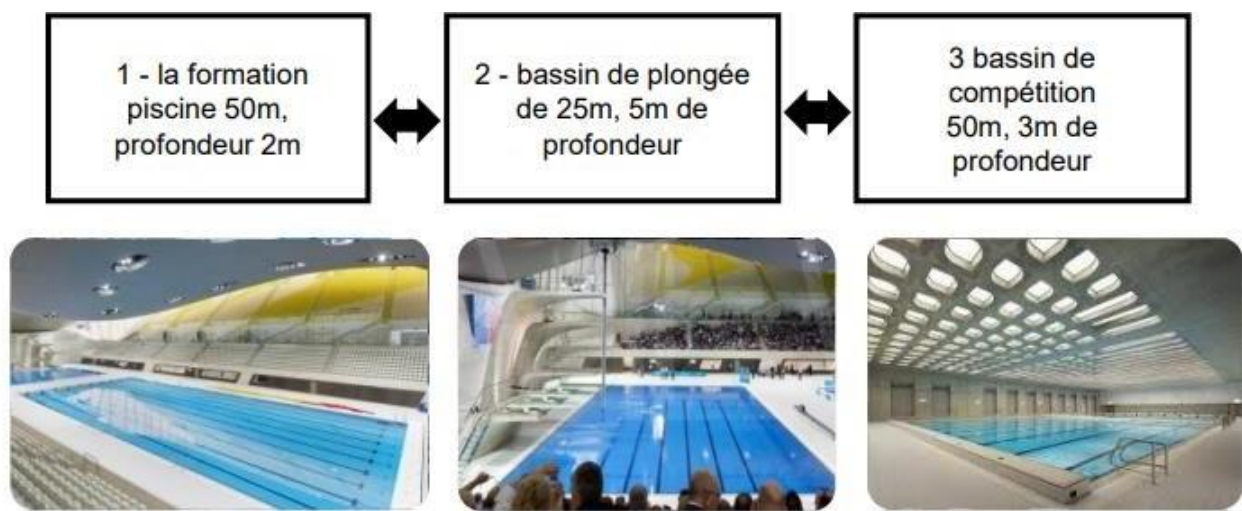 1 - la formation
piscine 50m,
profondeur 2m
2 - bassin de plongée
de 25m, 5m de
profondeur
3 bassin de
compétition
50m, 3m de
profondeur